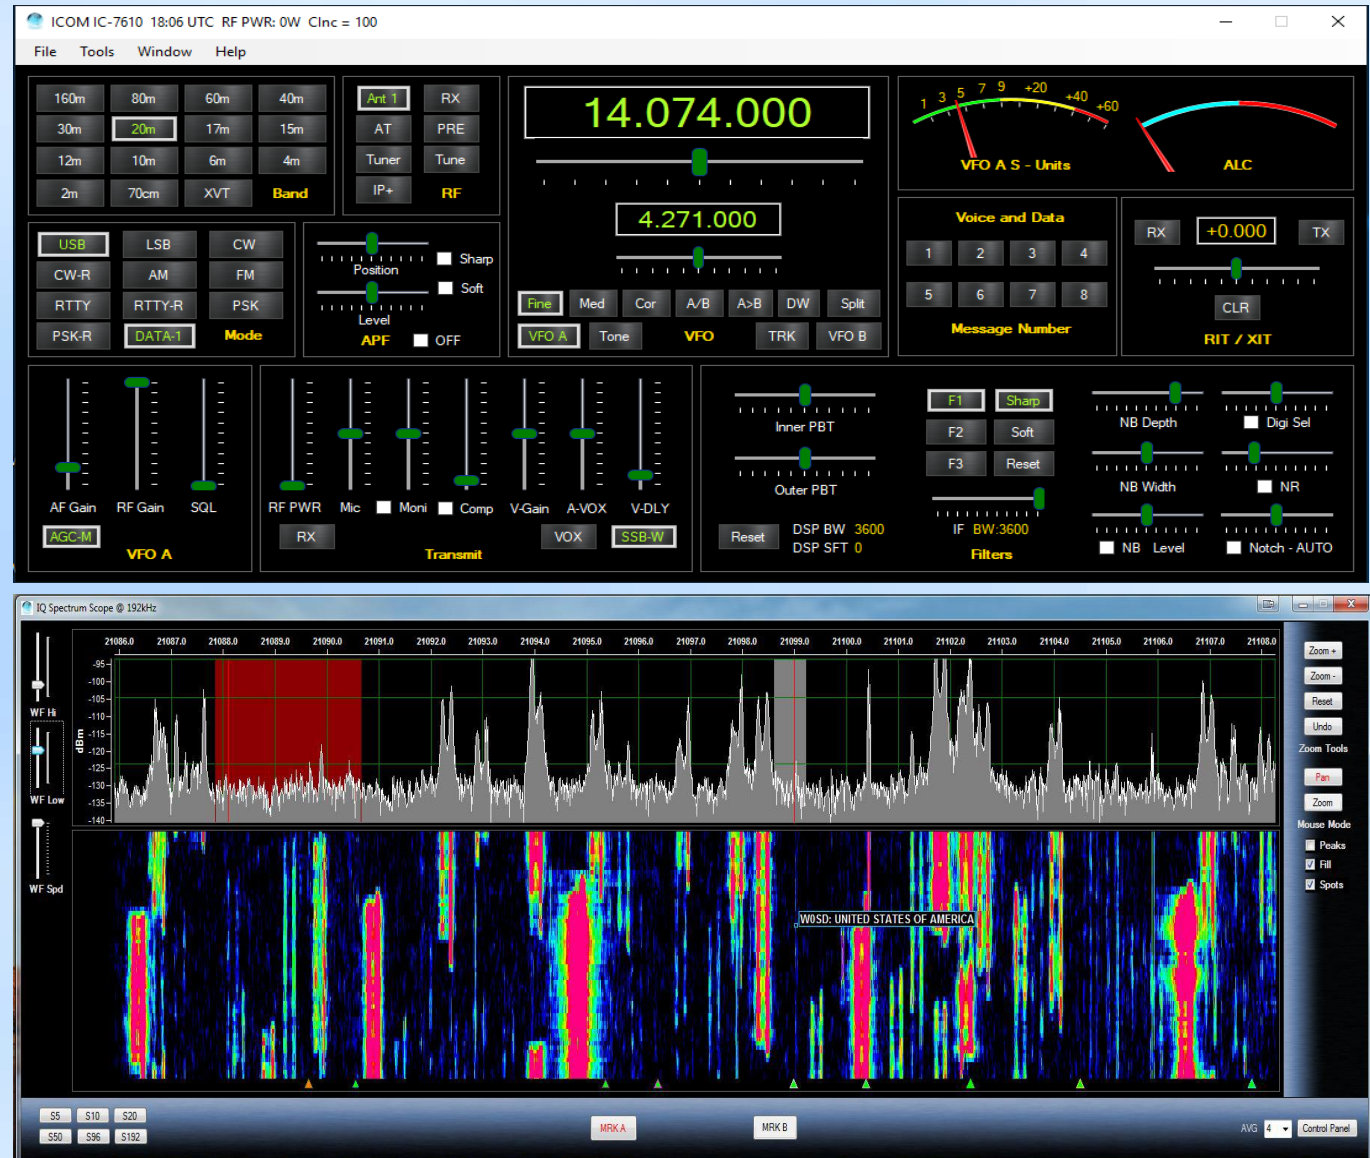 ICOM IC-7610 18:06 UTC RF PWR: 0W CInc = 100
File Tools Window Help
160m 80m 60m 40m
30m 20m 17m 15m
12m 10m 6m 4m
2m 70cm XVT Band
Ant 1 RX
AT PRE
Tuner Tune
IP+ RF
14.074.000
4.271.000
Fine Med Cor A/B A>B DW Split
VFO A Tone VFO TRK VFO B
1 3 5 7 9 +20 +40 +60
VFO A S - Units
ALC
USB LSB CW
CW-R AM FM
RTTY RTTY-R PSK
PSK-R DATA-1 Mode
Position Sharp
Soft
Level
APF OFF
Voice and Data
1 2 3 4
5 6 7 8
Message Number
RX +0.000 TX
CLR
RIT / XIT
AF Gain RF Gain SQL
AGC-M
VFO A
RF PWR Mic Moni Comp V-Gain A-VOX V-DLY
RX VOX SSB-W
Transmit
Inner PBT
Outer PBT
Reset DSP BW 3600
DSP SFT 0
F1 Sharp
F2 Soft
F3 Reset
IF BW:3600
Filters
NB Depth Digi Sel
NB Width NR
NB Level Notch - AUTO
IQ Spectrum Scope @ 192kHz
21086.0 21087.0 21088.0 21089.0 21090.0 21091.0 21092.0 21093.0 21094.0 21095.0 21096.0 21097.0 21098.0 21099.0 21100.0 21101.0 21102.0 21103.0 21104.0 21105.0 21106.0 21107.0 21108.0
-95
-100
-105
-110
-115
-120
-125
-130
-135
-140
dBm
WF Hi
WF Low
WF Spd
W0SD: UNITED STATES OF AMERICA
Zoom +
Zoom -
Reset
Undo
Zoom Tools
Pan
Zoom
Mouse Mode
Peaks
Fill
Spots
S5 S10 S20
S50 S96 S192
MRK A MRK B
AVG 4 Control Panel